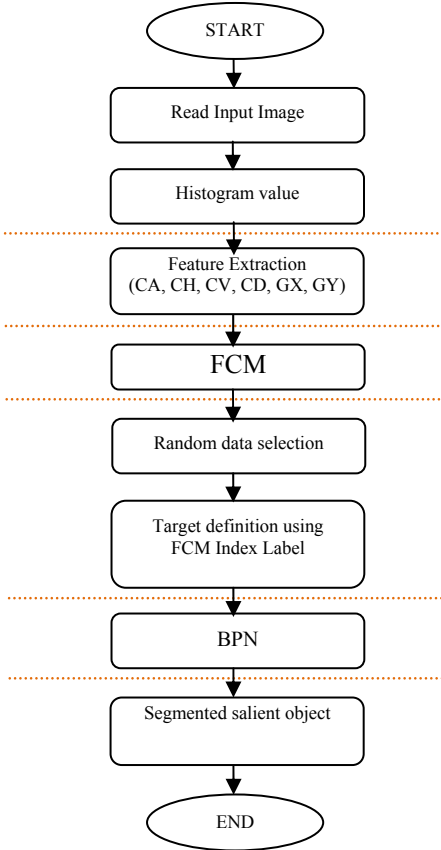 START
Read Input Image
Histogram value
Feature Extraction
(CA, CH, CV, CD, GX, GY)
FCM
Random data selection
Target definition using
FCM Index Label
BPN
Segmented salient object
END